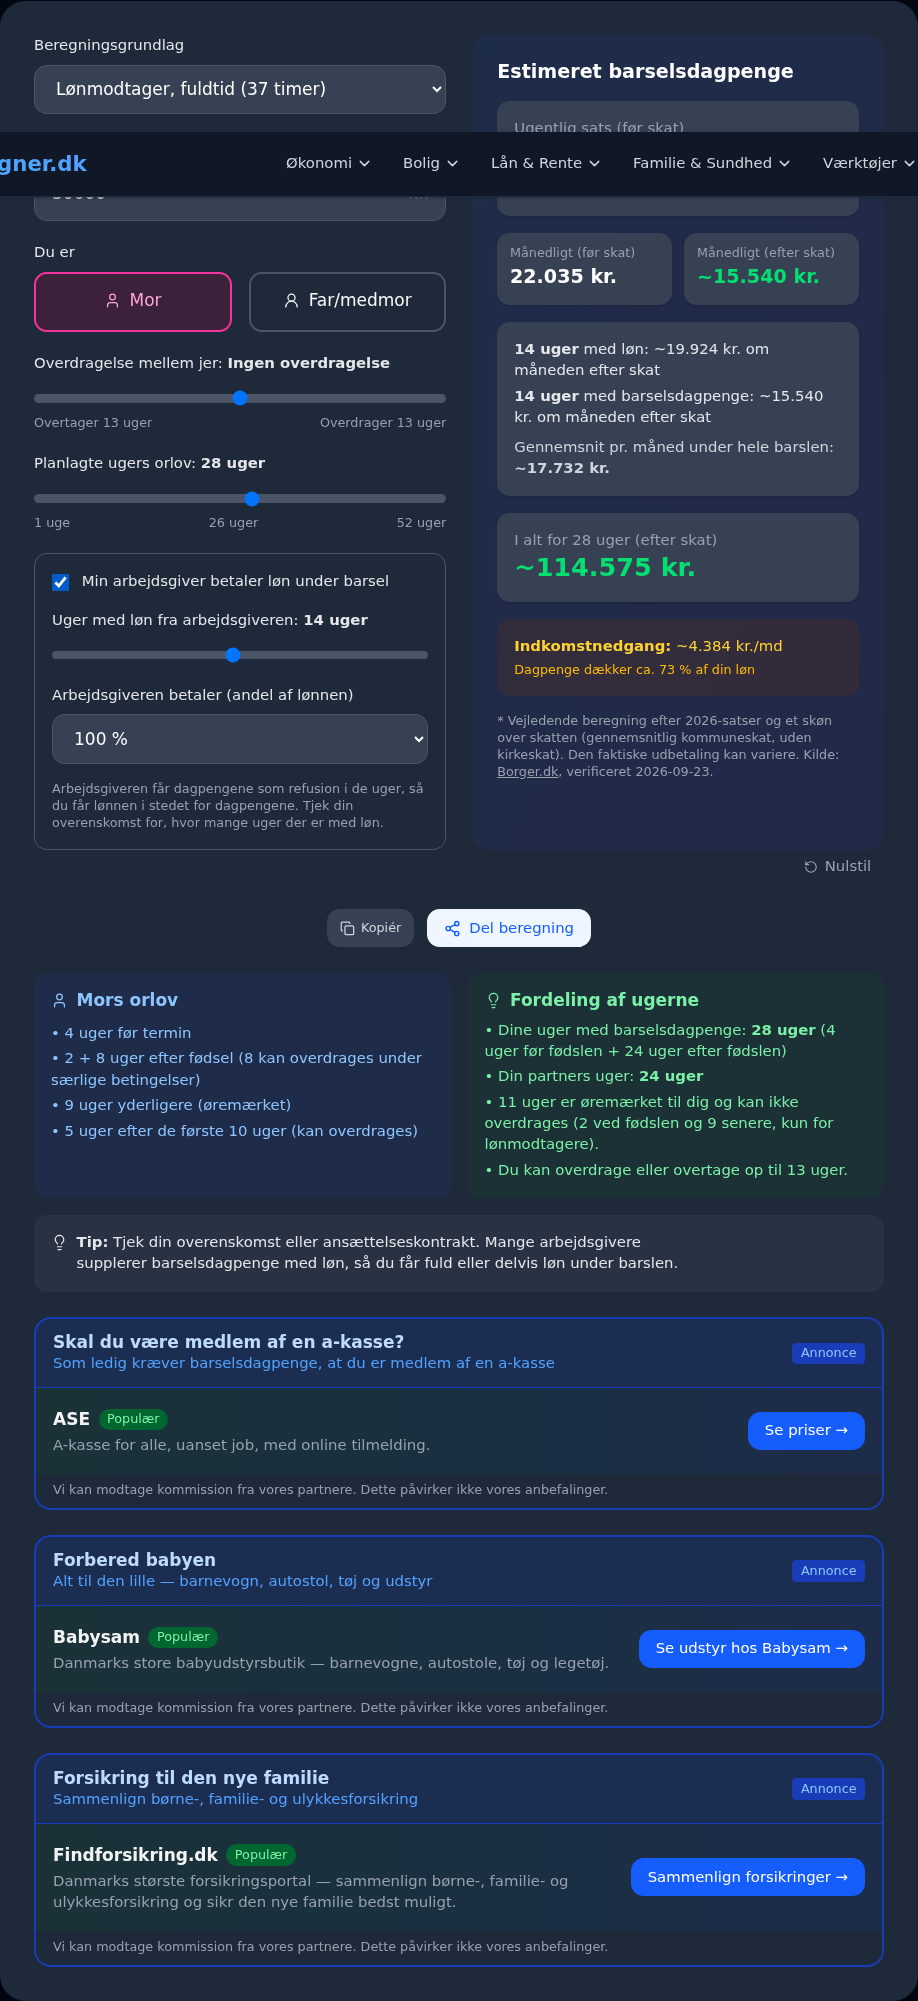 Beregningsgrundlag
Lønmodtager, fuldtid (37 timer)
Estimeret barselsdagpenge
Ugentlig sats (før skat)
gner.dk
Økonomi
Bolig
Lån & Rente
Familie & Sundhed
Værktøjer
Du er
Mor
Far/medmor
Overdragelse mellem jer: Ingen overdragelse
Overtager 13 uger
Overdrager 13 uger
Planlagte ugers orlov: 28 uger
1 uge
26 uger
52 uger
Min arbejdsgiver betaler løn under barsel
Uger med løn fra arbejdsgiveren: 14 uger
Arbejdsgiveren betaler (andel af lønnen)
100 %
Arbejdsgiveren får dagpengene som refusion i de uger, så
du får lønnen i stedet for dagpengene. Tjek din
overenskomst for, hvor mange uger der er med løn.
Månedligt (før skat)
22.035 kr.
Månedligt (efter skat)
~15.540 kr.
14 uger med løn: ~19.924 kr. om
måneden efter skat
14 uger med barselsdagpenge: ~15.540
kr. om måneden efter skat
Gennemsnit pr. måned under hele barslen:
~17.732 kr.
I alt for 28 uger (efter skat)
~114.575 kr.
Indkomstnedgang: ~4.384 kr./md
Dagpenge dækker ca. 73 % af din løn
* Vejledende beregning efter 2026-satser og et skøn
over skatten (gennemsnitlig kommuneskat, uden
kirkeskat). Den faktiske udbetaling kan variere. Kilde:
Borger.dk, verificeret 2026-09-23.
Nulstil
Kopiér
Del beregning
Mors orlov
• 4 uger før termin
• 2 + 8 uger efter fødsel (8 kan overdrages under
særlige betingelser)
• 9 uger yderligere (øremærket)
• 5 uger efter de første 10 uger (kan overdrages)
Fordeling af ugerne
• Dine uger med barselsdagpenge: 28 uger (4
uger før fødslen + 24 uger efter fødslen)
• Din partners uger: 24 uger
• 11 uger er øremærket til dig og kan ikke
overdrages (2 ved fødslen og 9 senere, kun for
lønmodtagere).
• Du kan overdrage eller overtage op til 13 uger.
Tip: Tjek din overenskomst eller ansættelseskontrakt. Mange arbejdsgivere
supplerer barselsdagpenge med løn, så du får fuld eller delvis løn under barslen.
Skal du være medlem af en a-kasse?
Som ledig kræver barselsdagpenge, at du er medlem af en a-kasse
Annonce
ASE
Populær
A-kasse for alle, uanset job, med online tilmelding.
Se priser →
Vi kan modtage kommission fra vores partnere. Dette påvirker ikke vores anbefalinger.
Forbered babyen
Alt til den lille — barnevogn, autostol, tøj og udstyr
Annonce
Babysam
Populær
Danmarks store babyudstyrsbutik — barnevogne, autostole, tøj og legetøj.
Se udstyr hos Babysam →
Vi kan modtage kommission fra vores partnere. Dette påvirker ikke vores anbefalinger.
Forsikring til den nye familie
Sammenlign børne-, familie- og ulykkesforsikring
Annonce
Findforsikring.dk
Populær
Danmarks største forsikringsportal — sammenlign børne-, familie- og
ulykkesforsikring og sikr den nye familie bedst muligt.
Sammenlign forsikringer →
Vi kan modtage kommission fra vores partnere. Dette påvirker ikke vores anbefalinger.